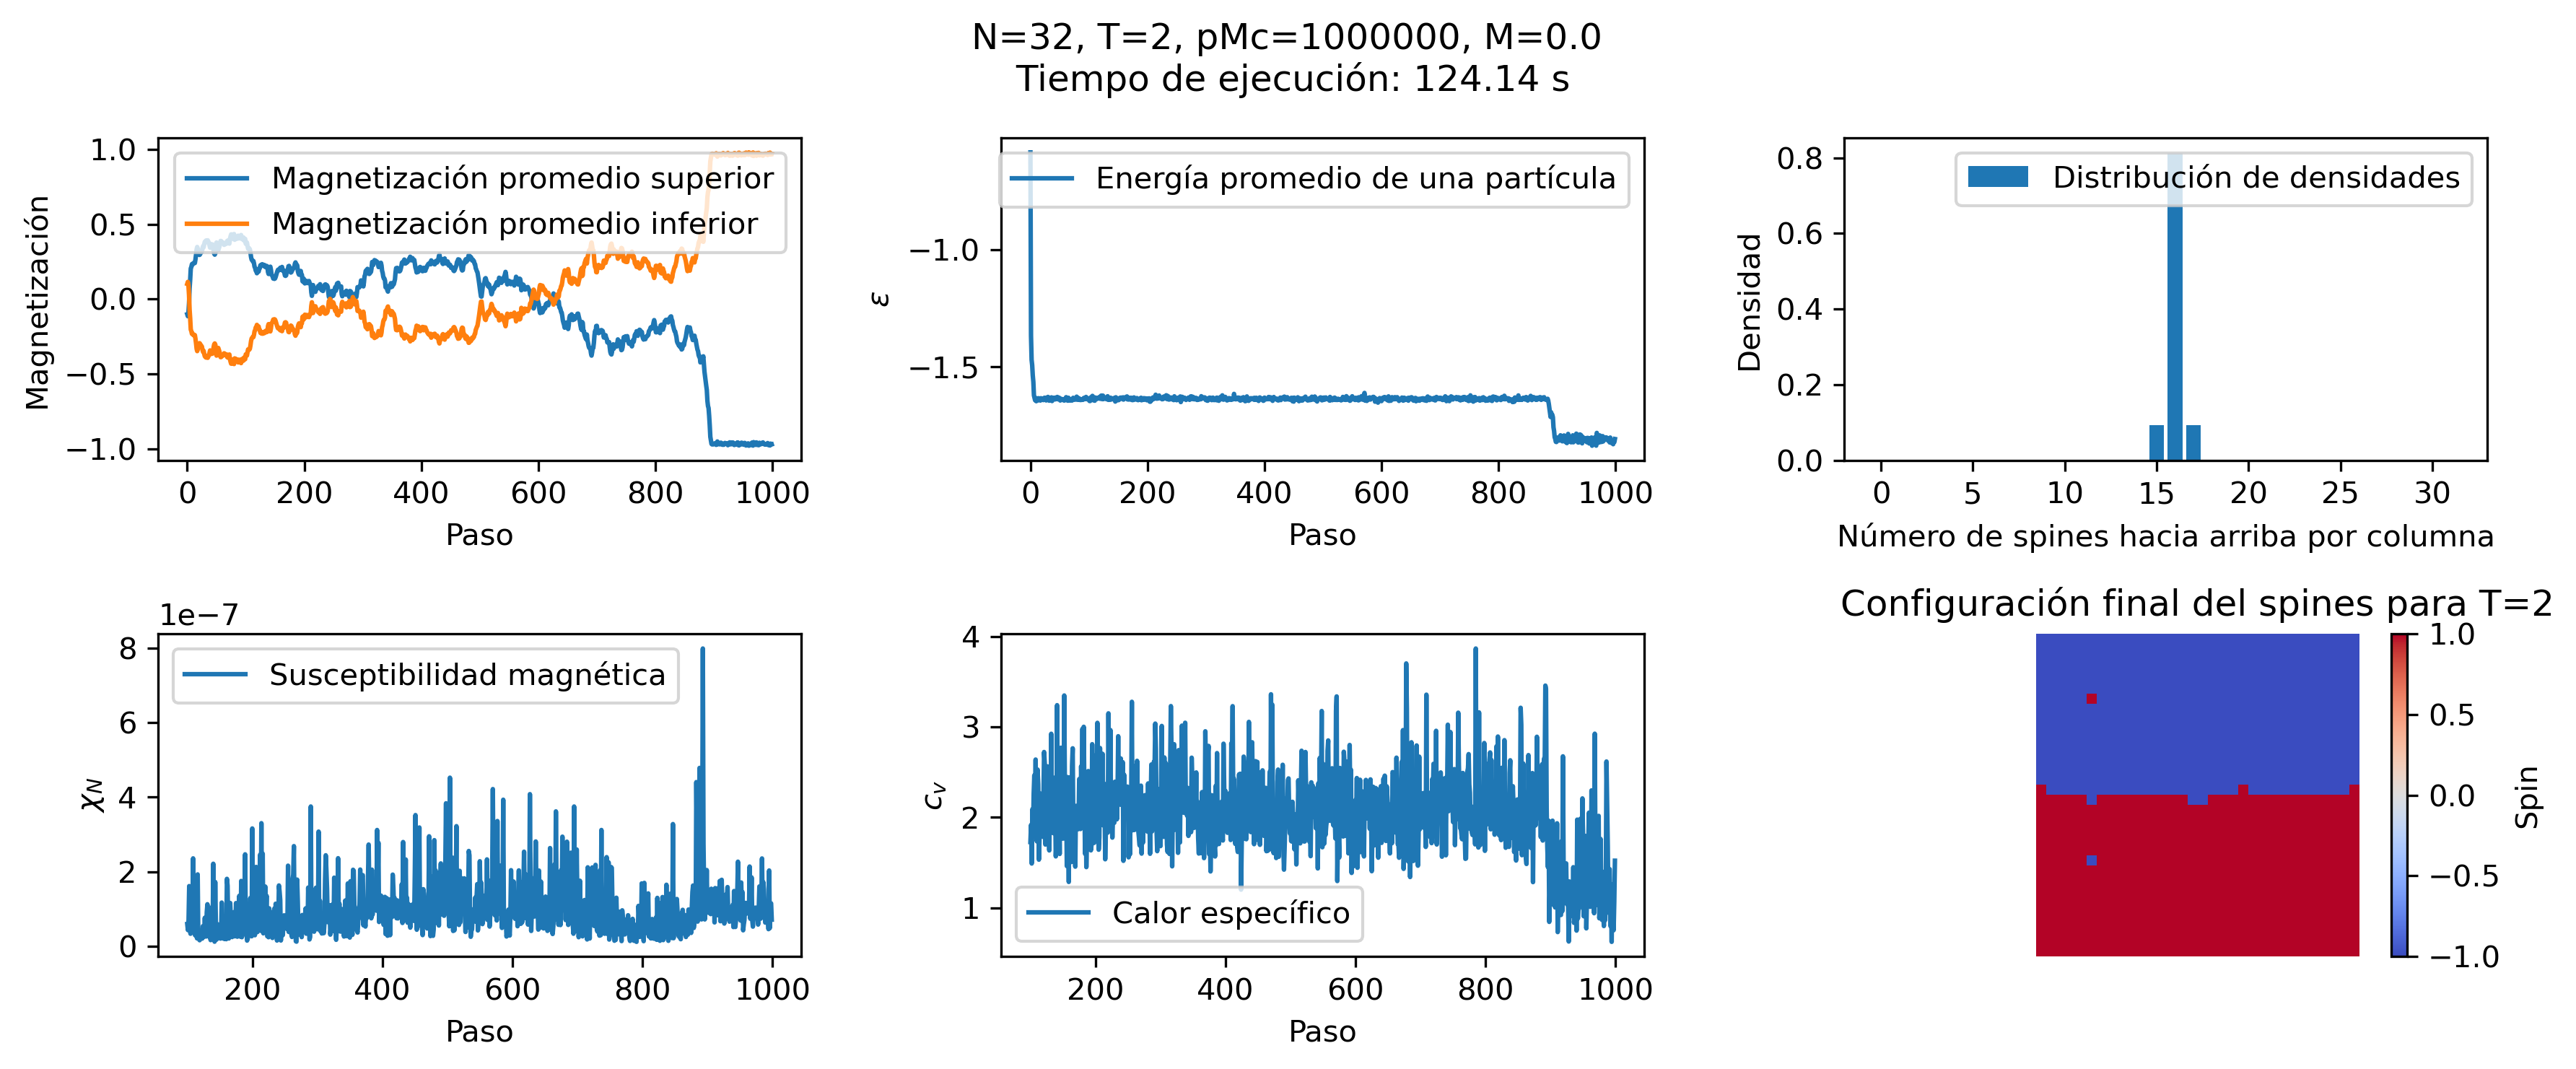 N=32, T=2, pMc=1000000, M=0.0
Tiempo de ejecución: 124.14 s
Magnetización
1.0
0.5
0.0
−0.5
−1.0
Magnetización promedio superior
Magnetización promedio inferior
0 200 400 600 800 1000
Paso
ε
−1.0
−1.5
Energía promedio de una partícula
0 200 400 600 800 1000
Paso
Densidad
0.8
0.6
0.4
0.2
0.0
Distribución de densidades
0 5 10 15 20 25 30
Número de spines hacia arriba por columna
1e−7
χN
8
6
4
2
0
Susceptibilidad magnética
200 400 600 800 1000
Paso
cv
4
3
2
1
Calor específico
200 400 600 800 1000
Paso
Configuración final del spines para T=2
1.0
0.5
0.0
−0.5
−1.0
Spin